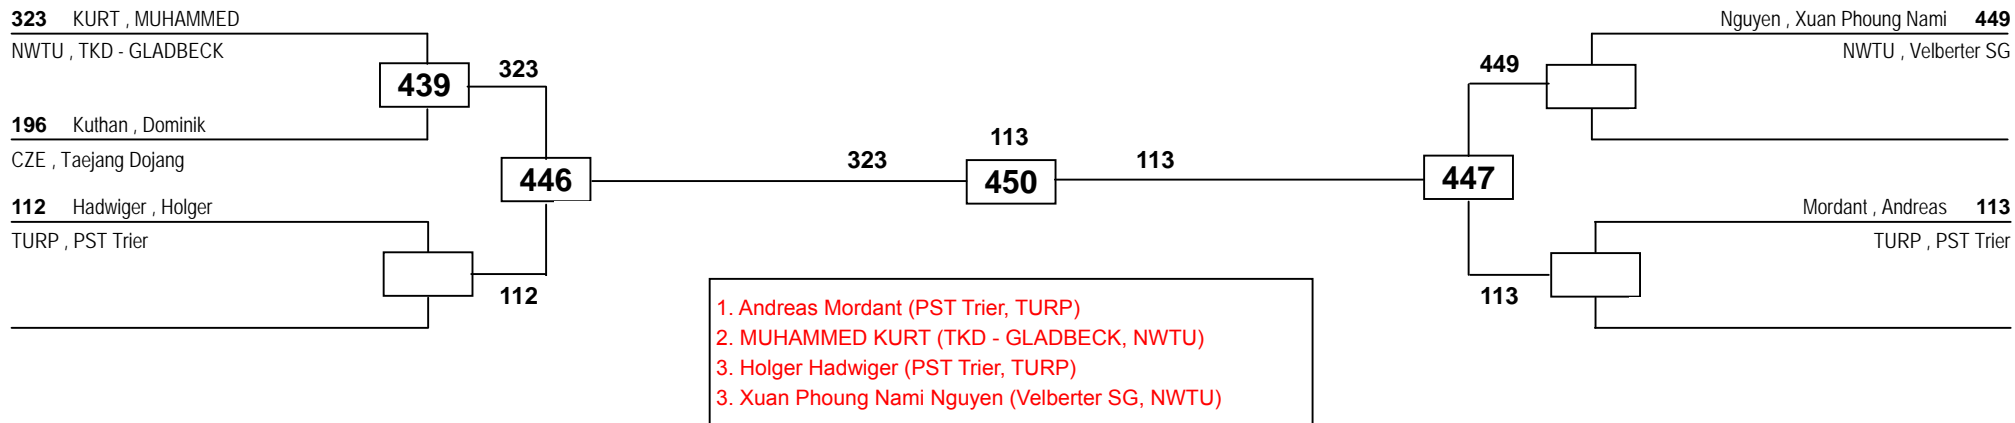 323 KURT , MUHAMMED
NWTU , TKD - GLADBECK
439
323
196 Kuthan , Dominik
CZE , Taejang Dojang
446
112 Hadwiger , Holger
TURP , PST Trier
112
323
113
450
113
Nguyen , Xuan Phoung Nami 449
NWTU , Velberter SG
449
447
Mordant , Andreas 113
TURP , PST Trier
113
1. Andreas Mordant (PST Trier, TURP)
2. MUHAMMED KURT (TKD - GLADBECK, NWTU)
3. Holger Hadwiger (PST Trier, TURP)
3. Xuan Phoung Nami Nguyen (Velberter SG, NWTU)